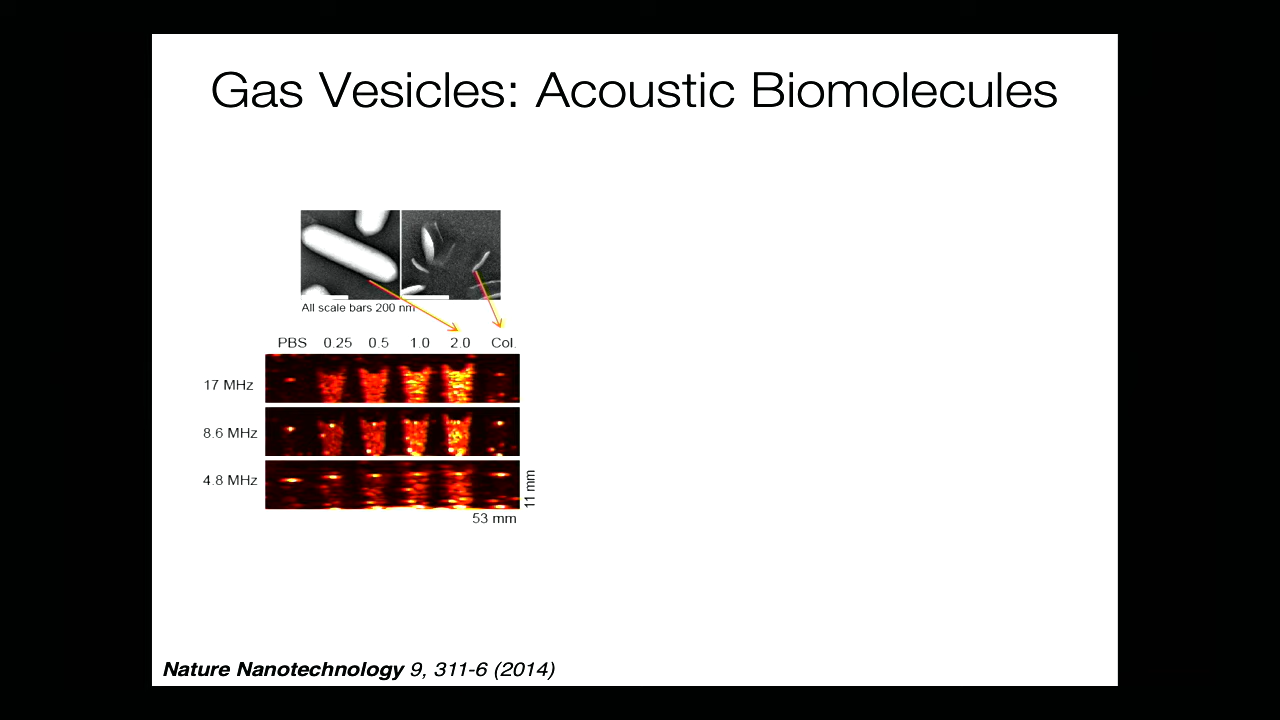 Gas Vesicles: Acoustic Biomolecules
All scale bars 200 nm
PBS 0.25 0.5 1.0 2.0 Col.
17 MHz
8.6 MHz
4.8 MHz
11 mm
53 mm
Nature Nanotechnology 9, 311-6 (2014)